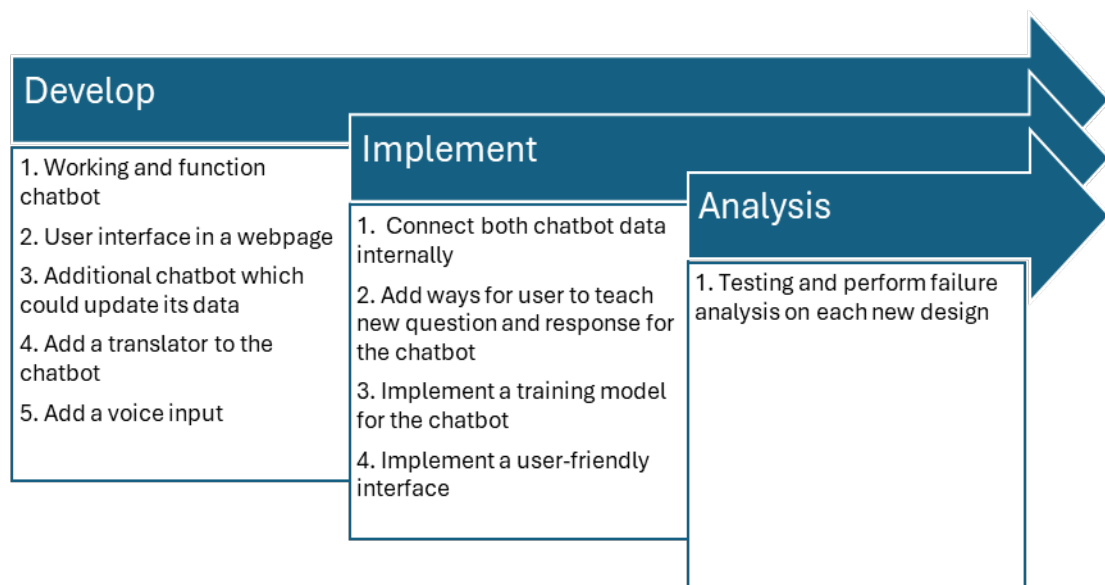 Develop
1. Working and function
chatbot
2. User interface in a webpage
3. Additional chatbot which
could update its data
4. Add a translator to the
chatbot
5. Add a voice input
Implement
1. Connect both chatbot data
internally
2. Add ways for user to teach
new question and response for
the chatbot
3. Implement a training model
for the chatbot
4. Implement a user-friendly
interface
Analysis
1. Testing and perform failure
analysis on each new design